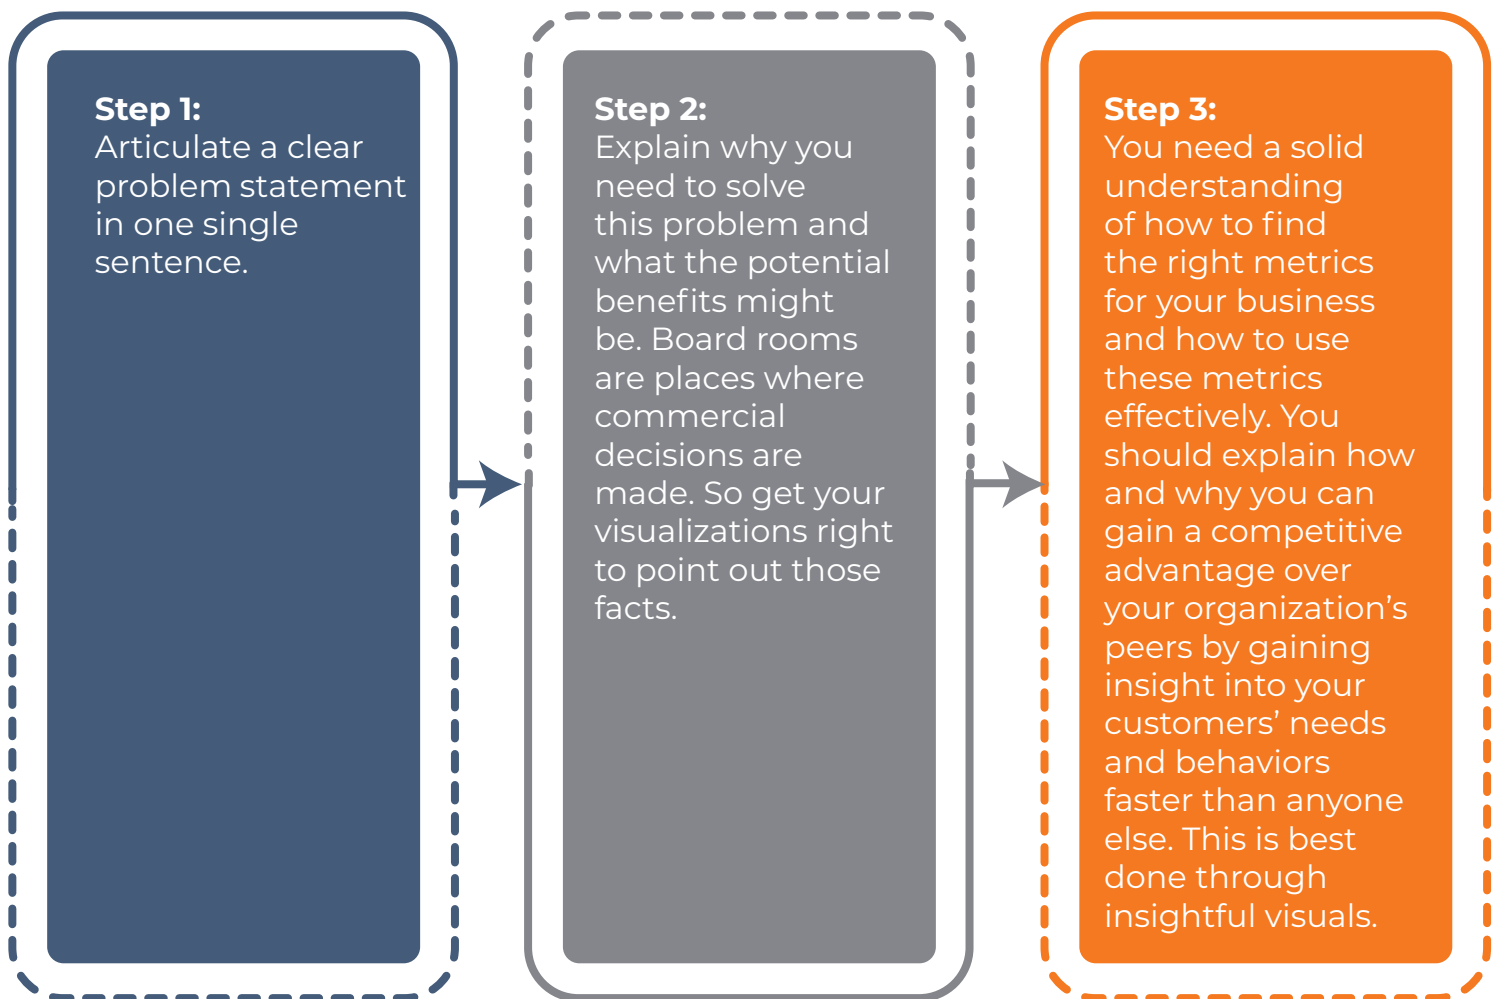 Step 1:
Articulate a clear
problem statement
in one single
sentence.
Step 2:
Explain why you
need to solve
this problem and
what the potential
benefits might
be. Board rooms
are places where
commercial
decisions are
made. So get your
visualizations right
to point out those
facts.
Step 3:
You need a solid
understanding
of how to find
the right metrics
for your business
and how to use
these metrics
effectively. You
should explain how
and why you can
gain a competitive
advantage over
your organization’s
peers by gaining
insight into your
customers’ needs
and behaviors
faster than anyone
else. This is best
done through
insightful visuals.